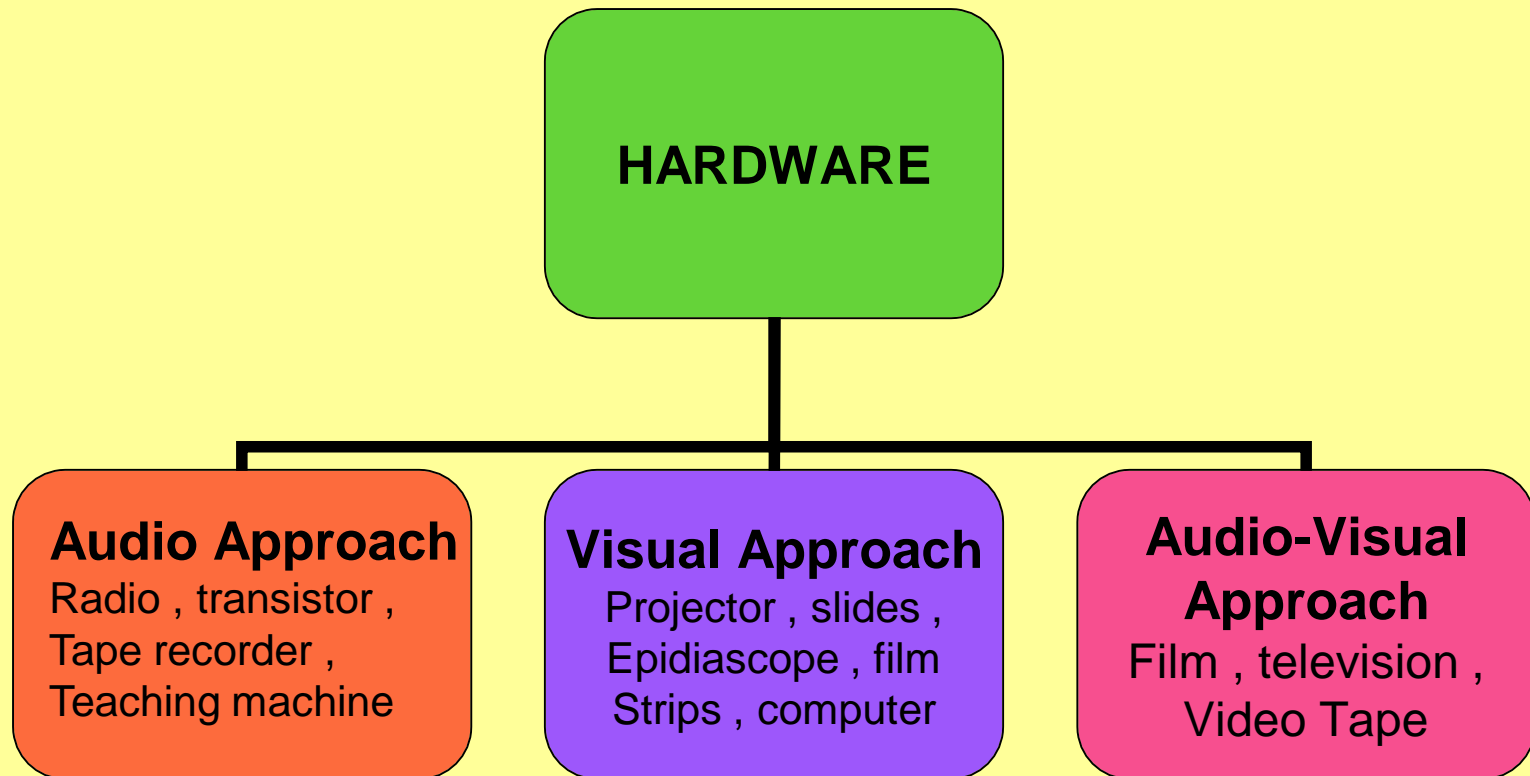 HARDWARE
Audio Approach
Radio , transistor ,
Tape recorder ,
Teaching machine
Visual Approach
Projector , slides ,
Epidiascope , film
Strips , computer
Audio-Visual
Approach
Film , television ,
Video Tape